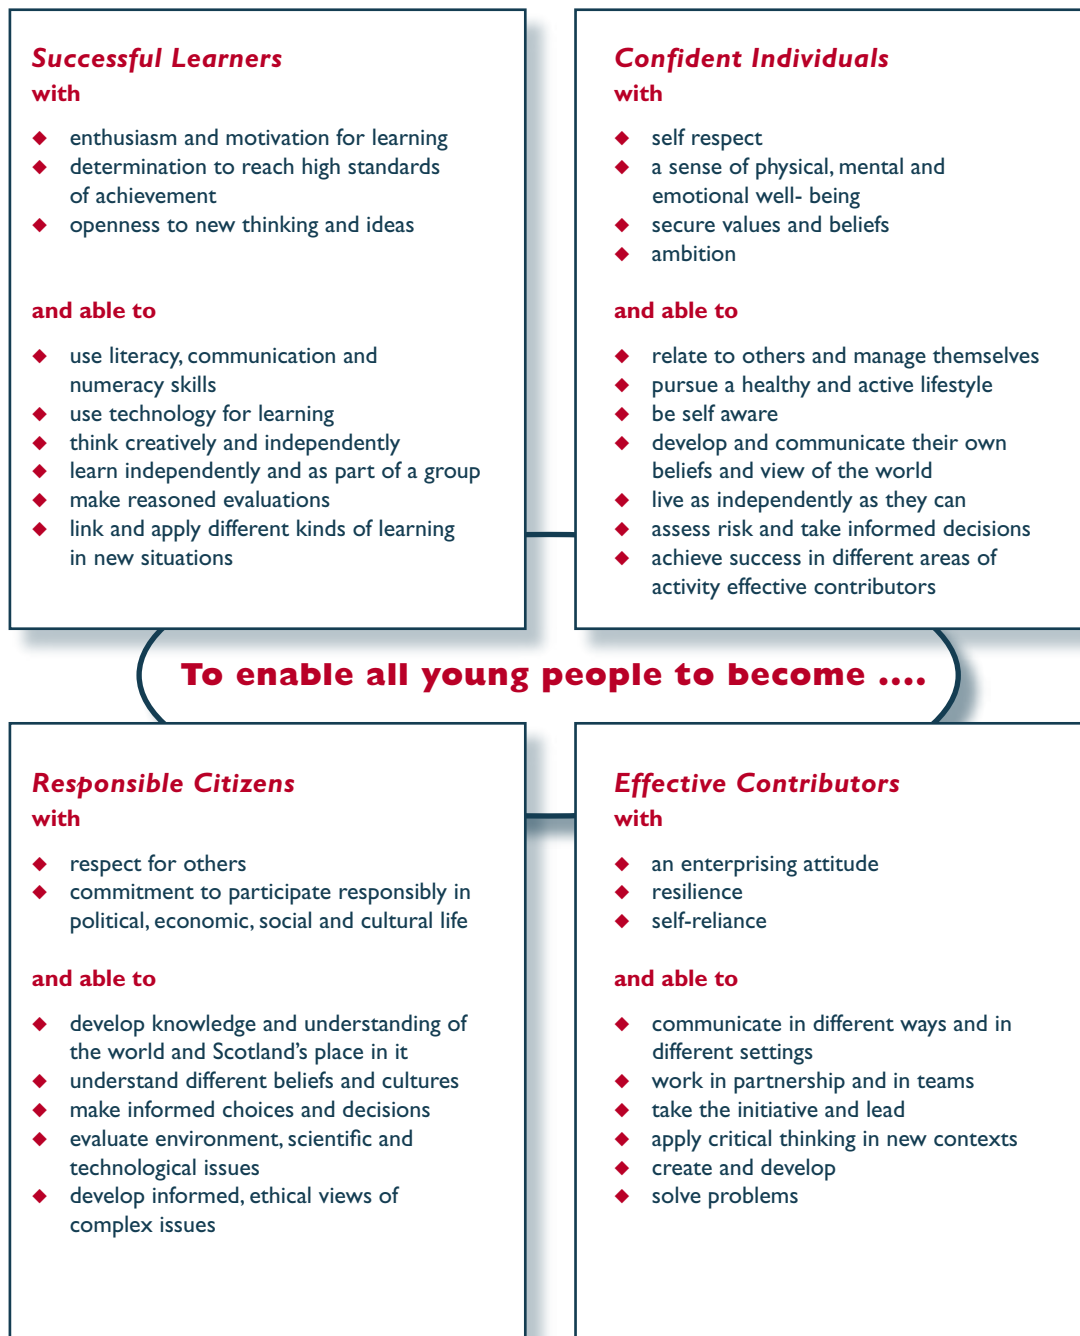 Successful Learners
with
◆ enthusiasm and motivation for learning
◆ determination to reach high standards
of achievement
◆ openness to new thinking and ideas
and able to
◆ use literacy, communication and
numeracy skills
◆ use technology for learning
◆ think creatively and independently
◆ learn independently and as part of a group
◆ make reasoned evaluations
◆ link and apply different kinds of learning
in new situations
Confident Individuals
with
◆ self respect
◆ a sense of physical, mental and
emotional well- being
◆ secure values and beliefs
◆ ambition
and able to
◆ relate to others and manage themselves
◆ pursue a healthy and active lifestyle
◆ be self aware
◆ develop and communicate their own
beliefs and view of the world
◆ live as independently as they can
◆ assess risk and take informed decisions
◆ achieve success in different areas of
activity effective contributors
To enable all young people to become ....
Responsible Citizens
with
◆ respect for others
◆ commitment to participate responsibly in
political, economic, social and cultural life
and able to
◆ develop knowledge and understanding of
the world and Scotland’s place in it
◆ understand different beliefs and cultures
◆ make informed choices and decisions
◆ evaluate environment, scientific and
technological issues
◆ develop informed, ethical views of
complex issues
Effective Contributors
with
◆ an enterprising attitude
◆ resilience
◆ self-reliance
and able to
◆ communicate in different ways and in
different settings
◆ work in partnership and in teams
◆ take the initiative and lead
◆ apply critical thinking in new contexts
◆ create and develop
◆ solve problems